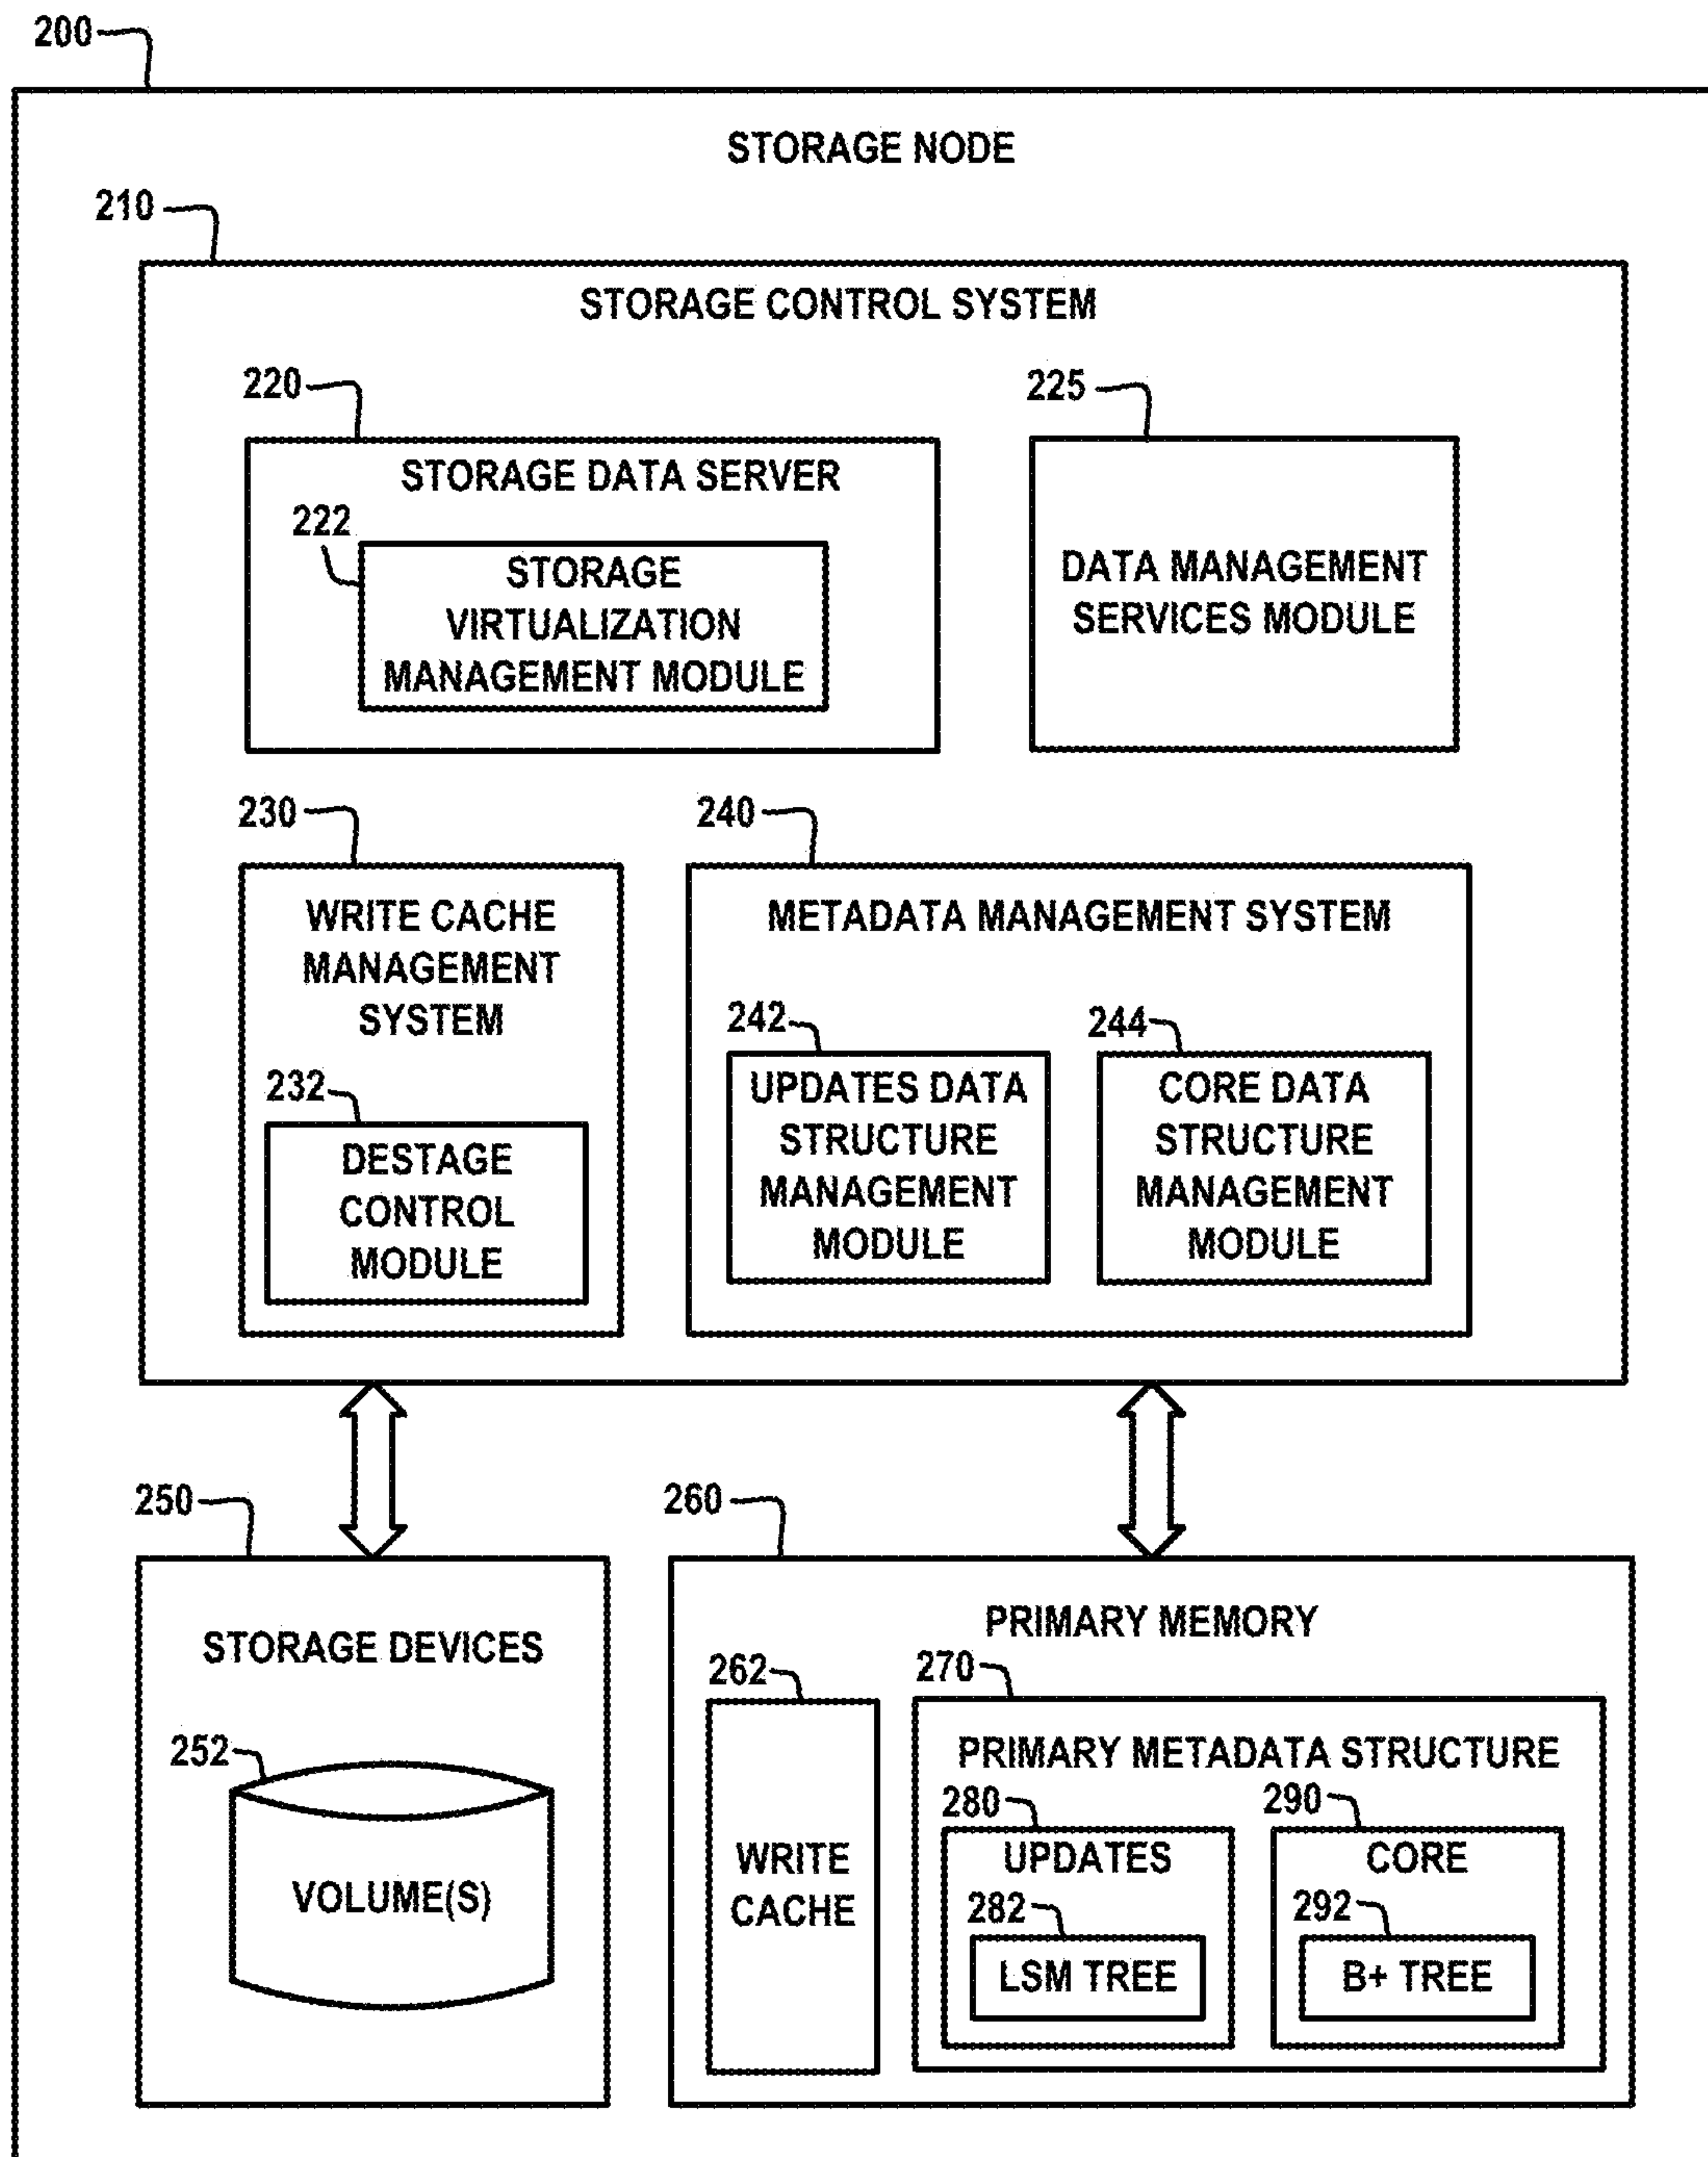 200
STORAGE NODE
210
STORAGE CONTROL SYSTEM
220
STORAGE DATA SERVER
222
STORAGE
VIRTUALIZATION
MANAGEMENT MODULE
225
DATA MANAGEMENT
SERVICES MODULE
230
WRITE CACHE
MANAGEMENT
SYSTEM
232
DESTAGE
CONTROL
MODULE
240
METADATA MANAGEMENT SYSTEM
242
UPDATES DATA
STRUCTURE
MANAGEMENT
MODULE
244
CORE DATA
STRUCTURE
MANAGEMENT
MODULE
250
STORAGE DEVICES
252
VOLUME(S)
260
PRIMARY MEMORY
262
WRITE
CACHE
270
PRIMARY METADATA STRUCTURE
280
UPDATES
282
LSM TREE
290
CORE
292
B+ TREE